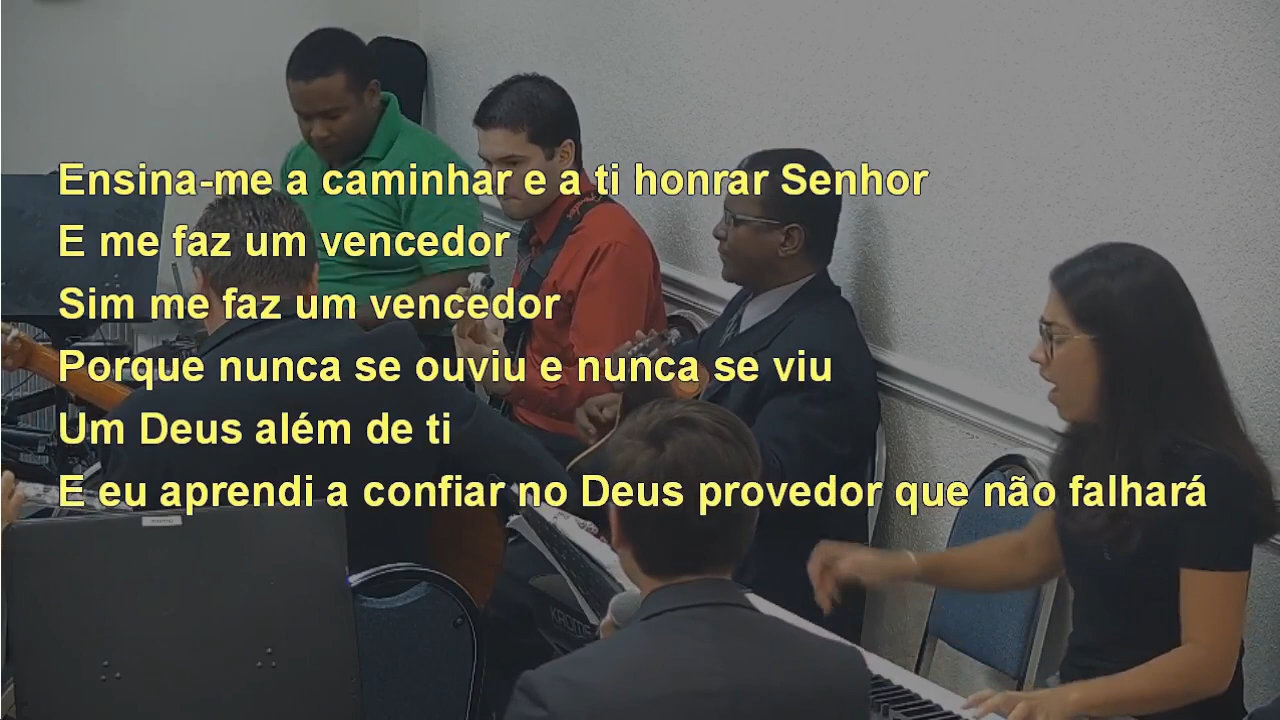 Ensina-me a caminhar e a ti honrar Senhor
E me faz um vencedor
Sim me faz um vencedor
Porque nunca se ouviu e nunca se viu
Um Deus além de ti
E eu aprendi a confiar no Deus provedor que não falhará
KROME